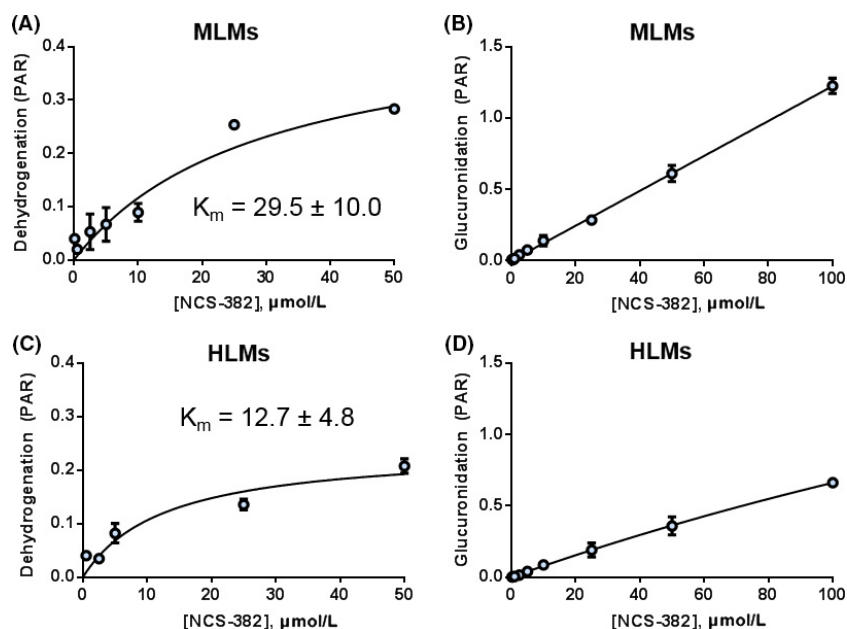 (A)
MLMs
Dehydrogenation (PAR)
0.4
0.3
0.2
0.1
0.0
K_m = 29.5 ± 10.0
0 10 20 30 40 50
[NCS-382], µmol/L
(B)
MLMs
Glucuronidation (PAR)
1.5
1.0
0.5
0.0
0 20 40 60 80 100
[NCS-382], µmol/L
(C)
HLMs
Dehydrogenation (PAR)
0.4
0.3
0.2
0.1
0.0
K_m = 12.7 ± 4.8
0 10 20 30 40 50
[NCS-382], µmol/L
(D)
HLMs
Glucuronidation (PAR)
1.5
1.0
0.5
0.0
0 20 40 60 80 100
[NCS-382], µmol/L